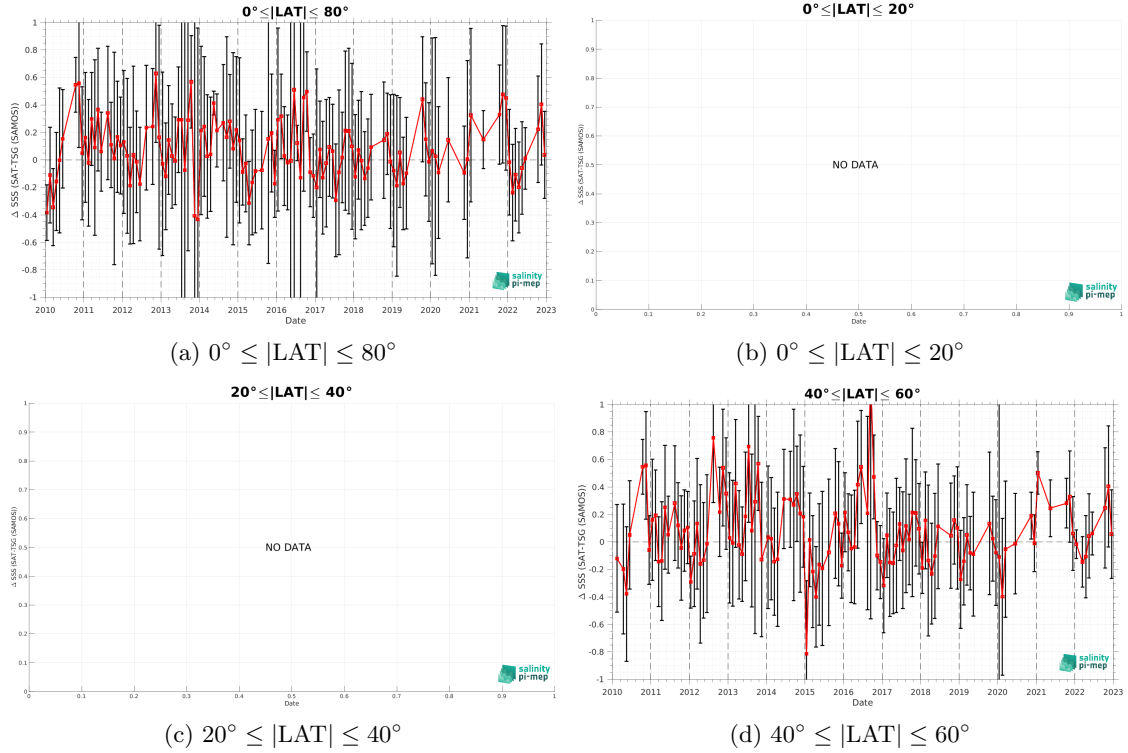 0°≤|LAT|≤ 80°
Δ SSS (SAT-TSG (SAMOS))
1
0.8
0.6
0.4
0.2
0
-0.2
-0.4
-0.6
-0.8
-1
2010 2011 2012 2013 2014 2015 2016 2017 2018 2019 2020 2021 2022 2023
Date
salinity
pi-mep
(a) 0° ≤ |LAT| ≤ 80°
0°≤|LAT|≤ 20°
Δ SSS (SAT-TSG (SAMOS))
1
0.9
0.8
0.7
0.6
0.5
0.4
0.3
0.2
0.1
0
NO DATA
0 0.1 0.2 0.3 0.4 0.5 0.6 0.7 0.8 0.9 1
Date
salinity
pi-mep
(b) 0° ≤ |LAT| ≤ 20°
20°≤|LAT|≤ 40°
Δ SSS (SAT-TSG (SAMOS))
1
0.9
0.8
0.7
0.6
0.5
0.4
0.3
0.2
0.1
0
NO DATA
0 0.1 0.2 0.3 0.4 0.5 0.6 0.7 0.8 0.9 1
Date
salinity
pi-mep
(c) 20° ≤ |LAT| ≤ 40°
40°≤|LAT|≤ 60°
Δ SSS (SAT-TSG (SAMOS))
1
0.8
0.6
0.4
0.2
0
-0.2
-0.4
-0.6
-0.8
-1
2010 2011 2012 2013 2014 2015 2016 2017 2018 2019 2020 2021 2022 2023
Date
salinity
pi-mep
(d) 40° ≤ |LAT| ≤ 60°